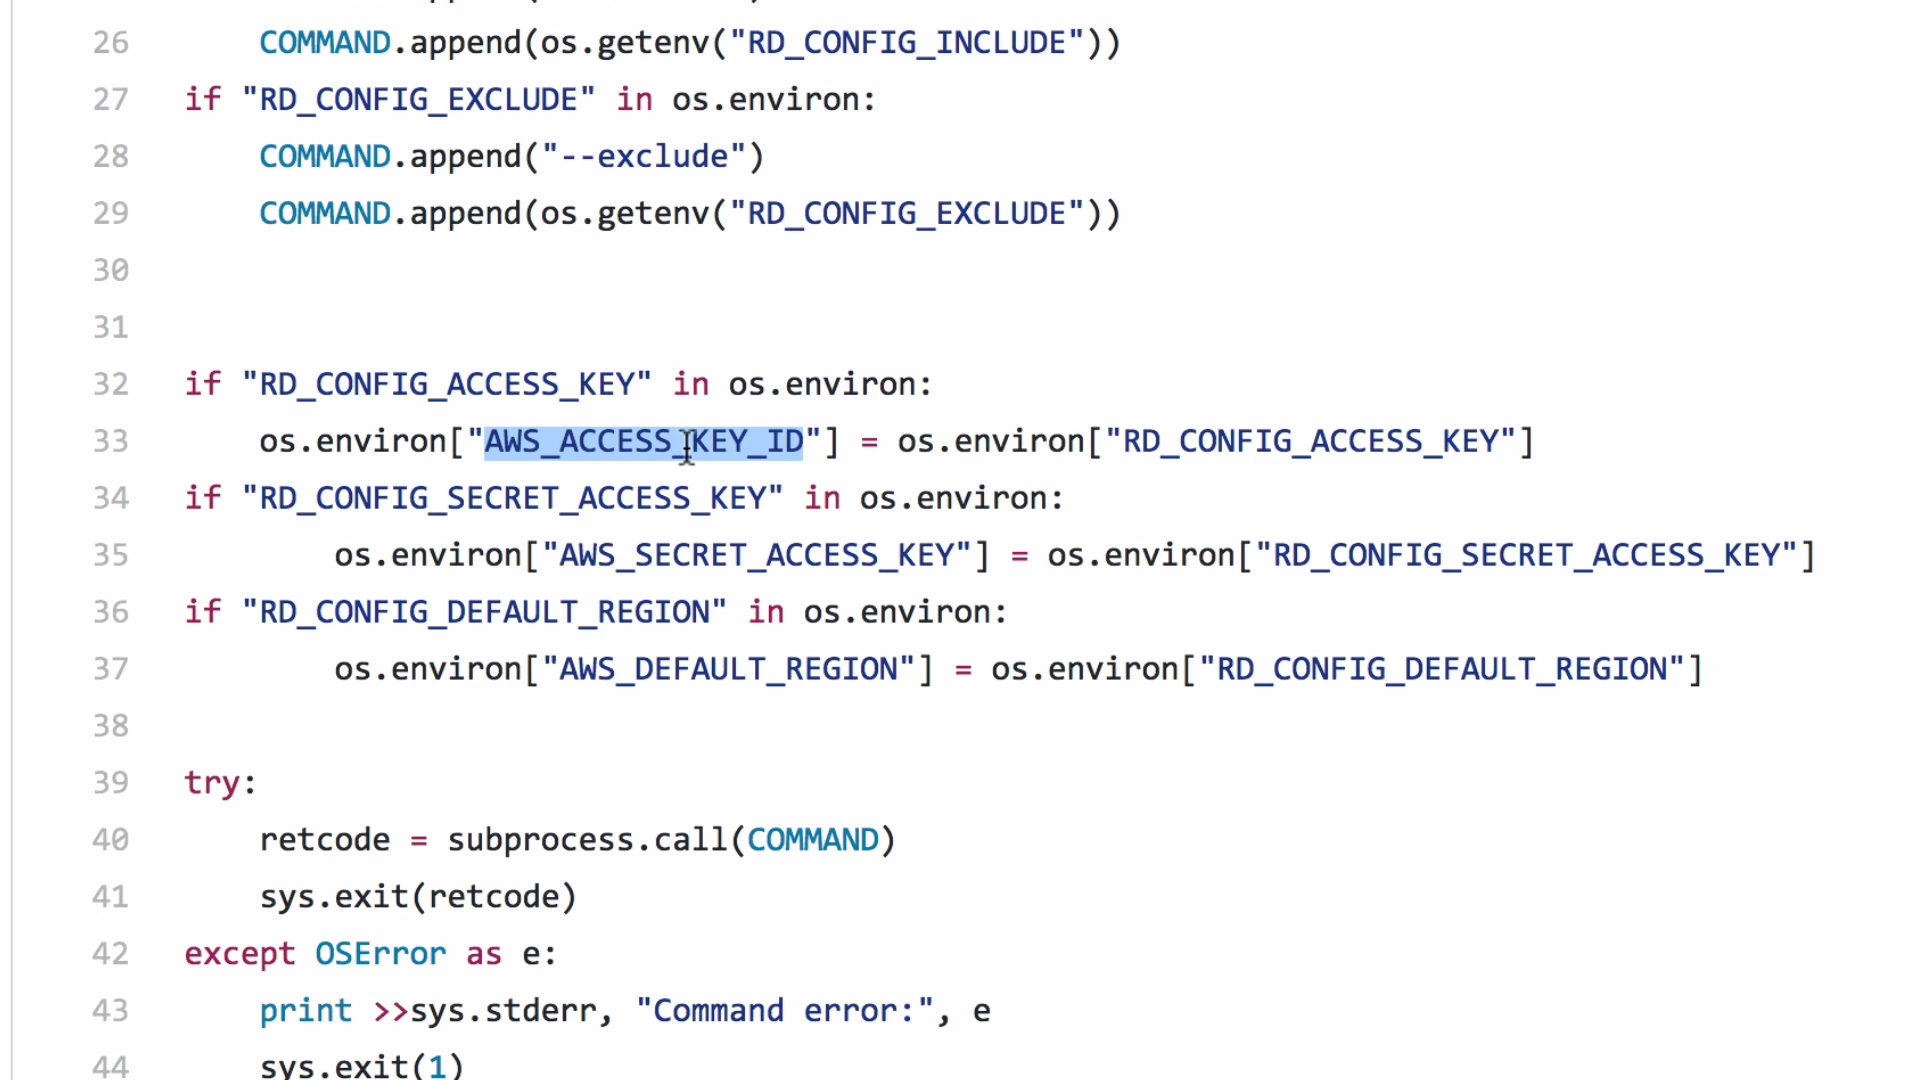 26 COMMAND.append(os.getenv("RD_CONFIG_INCLUDE"))
27 if "RD_CONFIG_EXCLUDE" in os.environ:
28 COMMAND.append("--exclude")
29 COMMAND.append(os.getenv("RD_CONFIG_EXCLUDE"))
30
31
32 if "RD_CONFIG_ACCESS_KEY" in os.environ:
33 os.environ["AWS_ACCESS_KEY_ID"] = os.environ["RD_CONFIG_ACCESS_KEY"]
34 if "RD_CONFIG_SECRET_ACCESS_KEY" in os.environ:
35 os.environ["AWS_SECRET_ACCESS_KEY"] = os.environ["RD_CONFIG_SECRET_ACCESS_KEY"]
36 if "RD_CONFIG_DEFAULT_REGION" in os.environ:
37 os.environ["AWS_DEFAULT_REGION"] = os.environ["RD_CONFIG_DEFAULT_REGION"]
38
39 try:
40 retcode = subprocess.call(COMMAND)
41 sys.exit(retcode)
42 except OSError as e:
43 print >>sys.stderr, "Command error:", e
44 sys.exit(1)